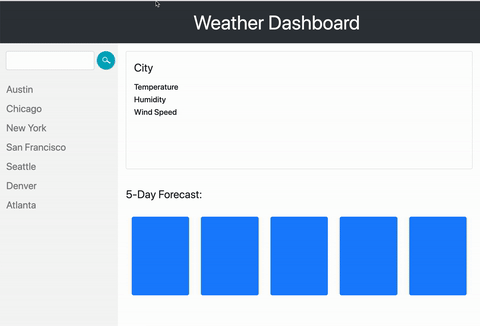 Weather Dashboard
Austin
Chicago
New York
San Francisco
Seattle
Denver
Atlanta
City
Temperature
Humidity
Wind Speed
5-Day Forecast: